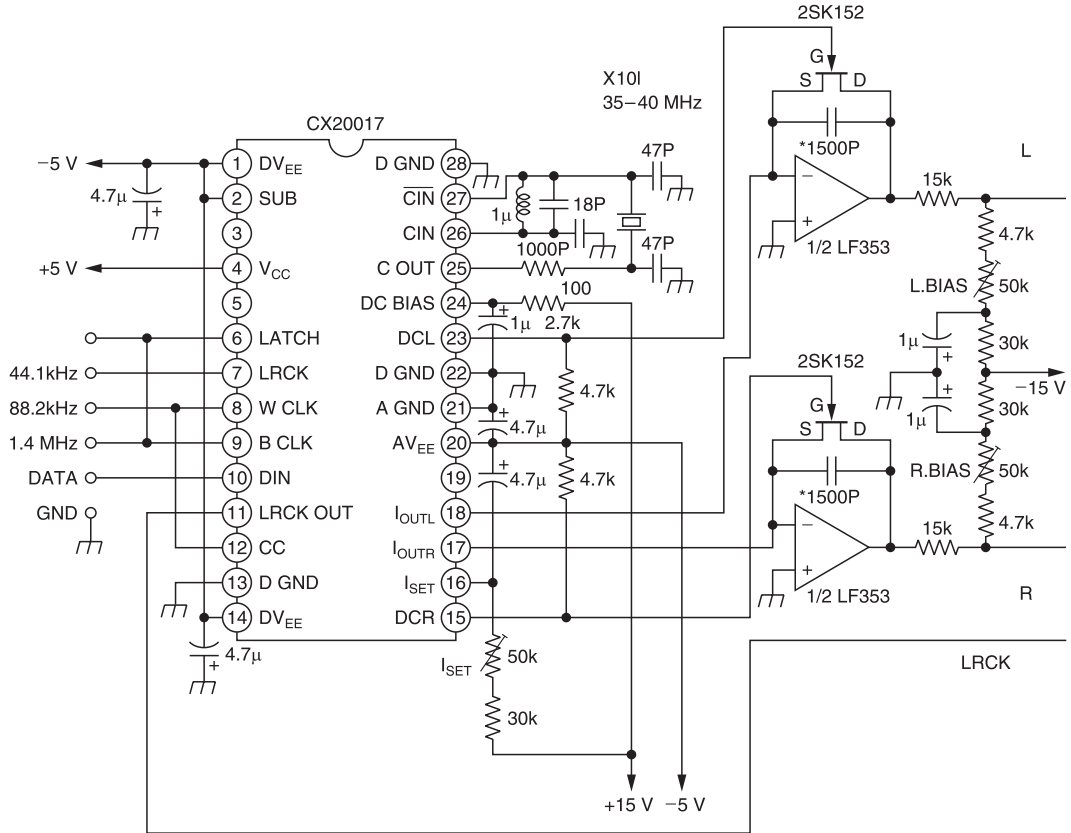 2SK152
G
S D
*1500P
1/2 LF353
15k
L
4.7k
L.BIAS 50k
1μ
30k
−15 V
30k
1μ
R.BIAS 50k
4.7k
2SK152
G
S D
*1500P
1/2 LF353
15k
R
LRCK
X10l
35–40 MHz
CX20017
−5 V
4.7μ
+5 V
44.1kHz
88.2kHz
1.4 MHz
DATA
GND
4.7μ
1 DVEE
2 SUB
3
4 VCC
5
6 LATCH
7 LRCK
8 W CLK
9 B CLK
10 DIN
11 LRCK OUT
12 CC
13 D GND
14 DVEE
D GND 28
CIN 27
CIN 26
C OUT 25
DC BIAS 24
DCL 23
D GND 22
A GND 21
AVEE 20
19
IOUTL 18
IOUTR 17
ISET 16
DCR 15
47P
1μ
18P
1000P
47P
100
1μ
2.7k
4.7k
4.7μ
4.7μ
4.7k
ISET 50k
30k
+15 V −5 V
− +
− +
+
+
+
+
+
+
+